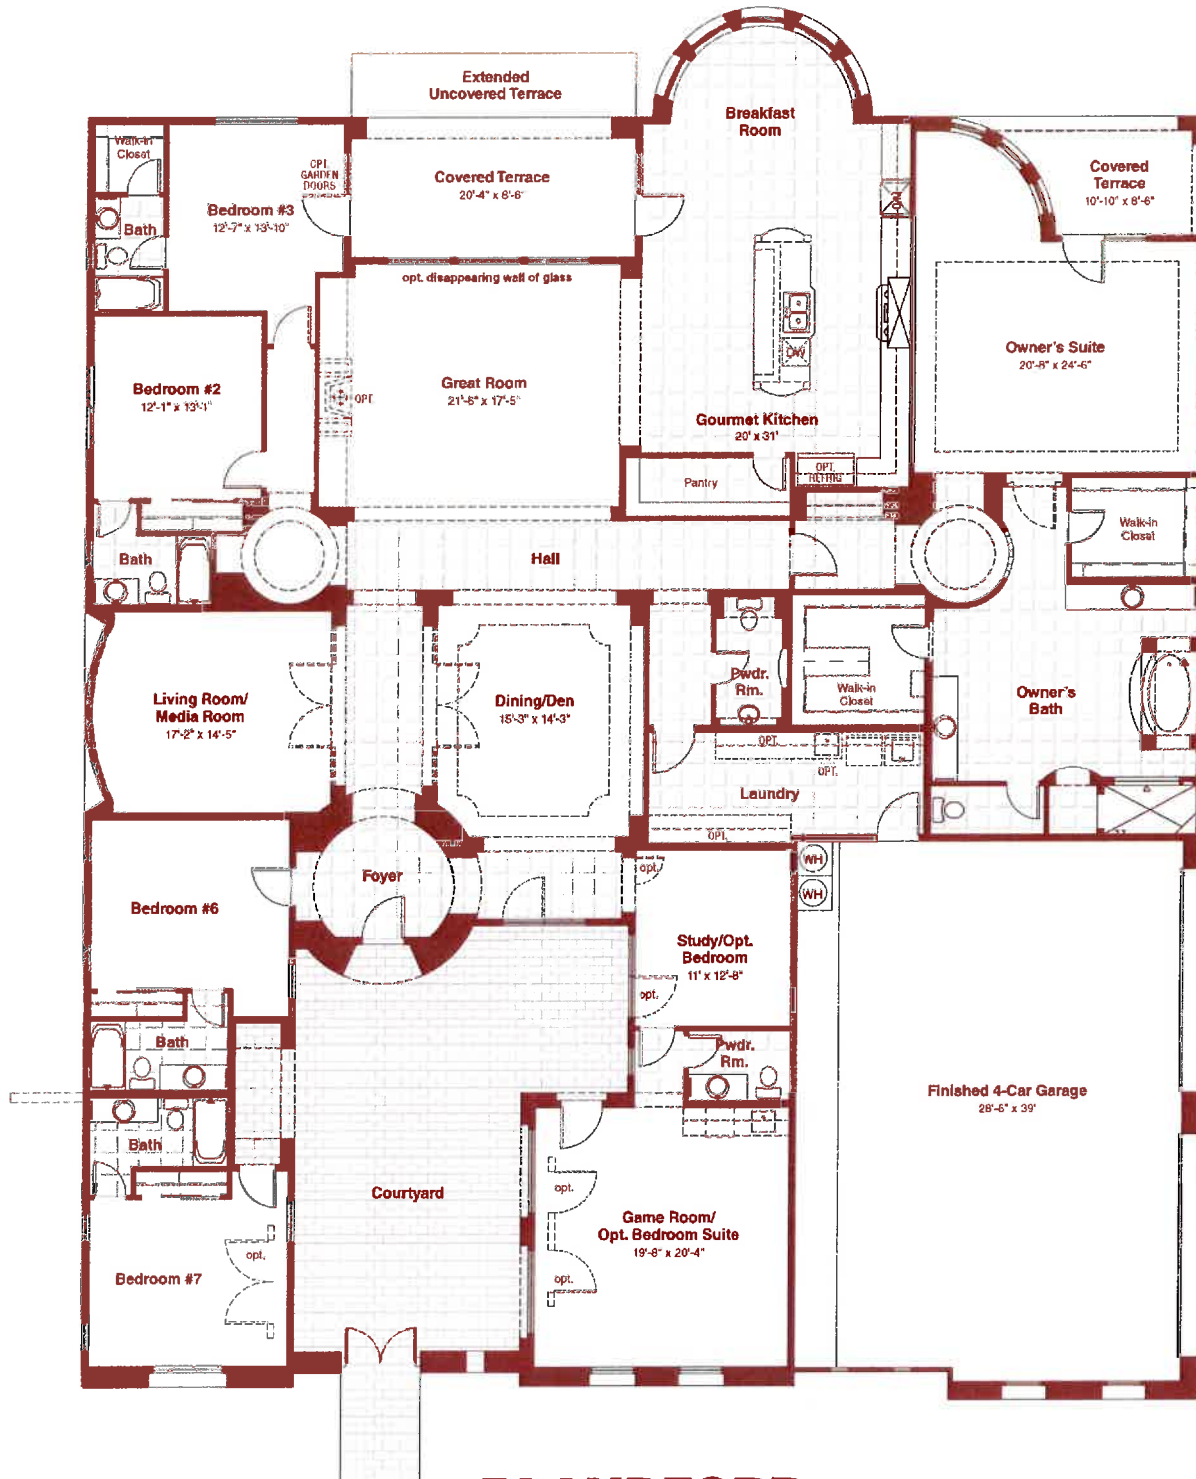 Extended
Uncovered Terrace
Breakfast
Room
Walk-in
Closet
OPT.
GARDEN
DOORS
Covered Terrace
20'-4" x 8'-6"
Covered
Terrace
10'-10" x 8'-6"
Bedroom #3
12'-7" x 13'-10"
Bath
opt. disappearing wall of glass
Owner's Suite
20'-8" x 24'-6"
DW
Bedroom #2
12'-1" x 13'-1"
OPT.
Great Room
21'-6" x 17'-5"
Gourmet Kitchen
20' x 31'
OPT.
REFRIG
Pantry
Walk-in
Closet
Bath
Hall
Living Room/
Media Room
17'-2" x 14'-5"
Dining/Den
15'-3" x 14'-3"
Pwdr.
Rm.
Walk-in
Closet
Owner's
Bath
OPT.
OPT.
Laundry
OPT.
Foyer
opt.
WH
WH
Bedroom #6
Study/Opt.
Bedroom
11' x 12'-8"
opt.
Bath
Pwdr.
Rm.
Finished 4-Car Garage
28'-6" x 39'
Bath
Courtyard
opt.
Game Room/
Opt. Bedroom Suite
19'-8" x 20'-4"
opt.
Bedroom #7
opt.